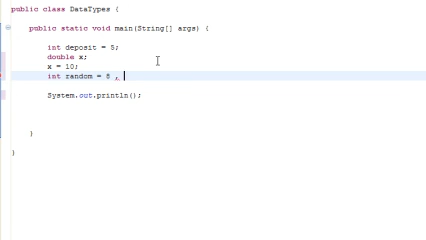 public class DataTypes {
public static void main(String[] args) {
int deposit = 5;
double x;
x = 10;
int random = 8 ,
System.out.println();
}
}